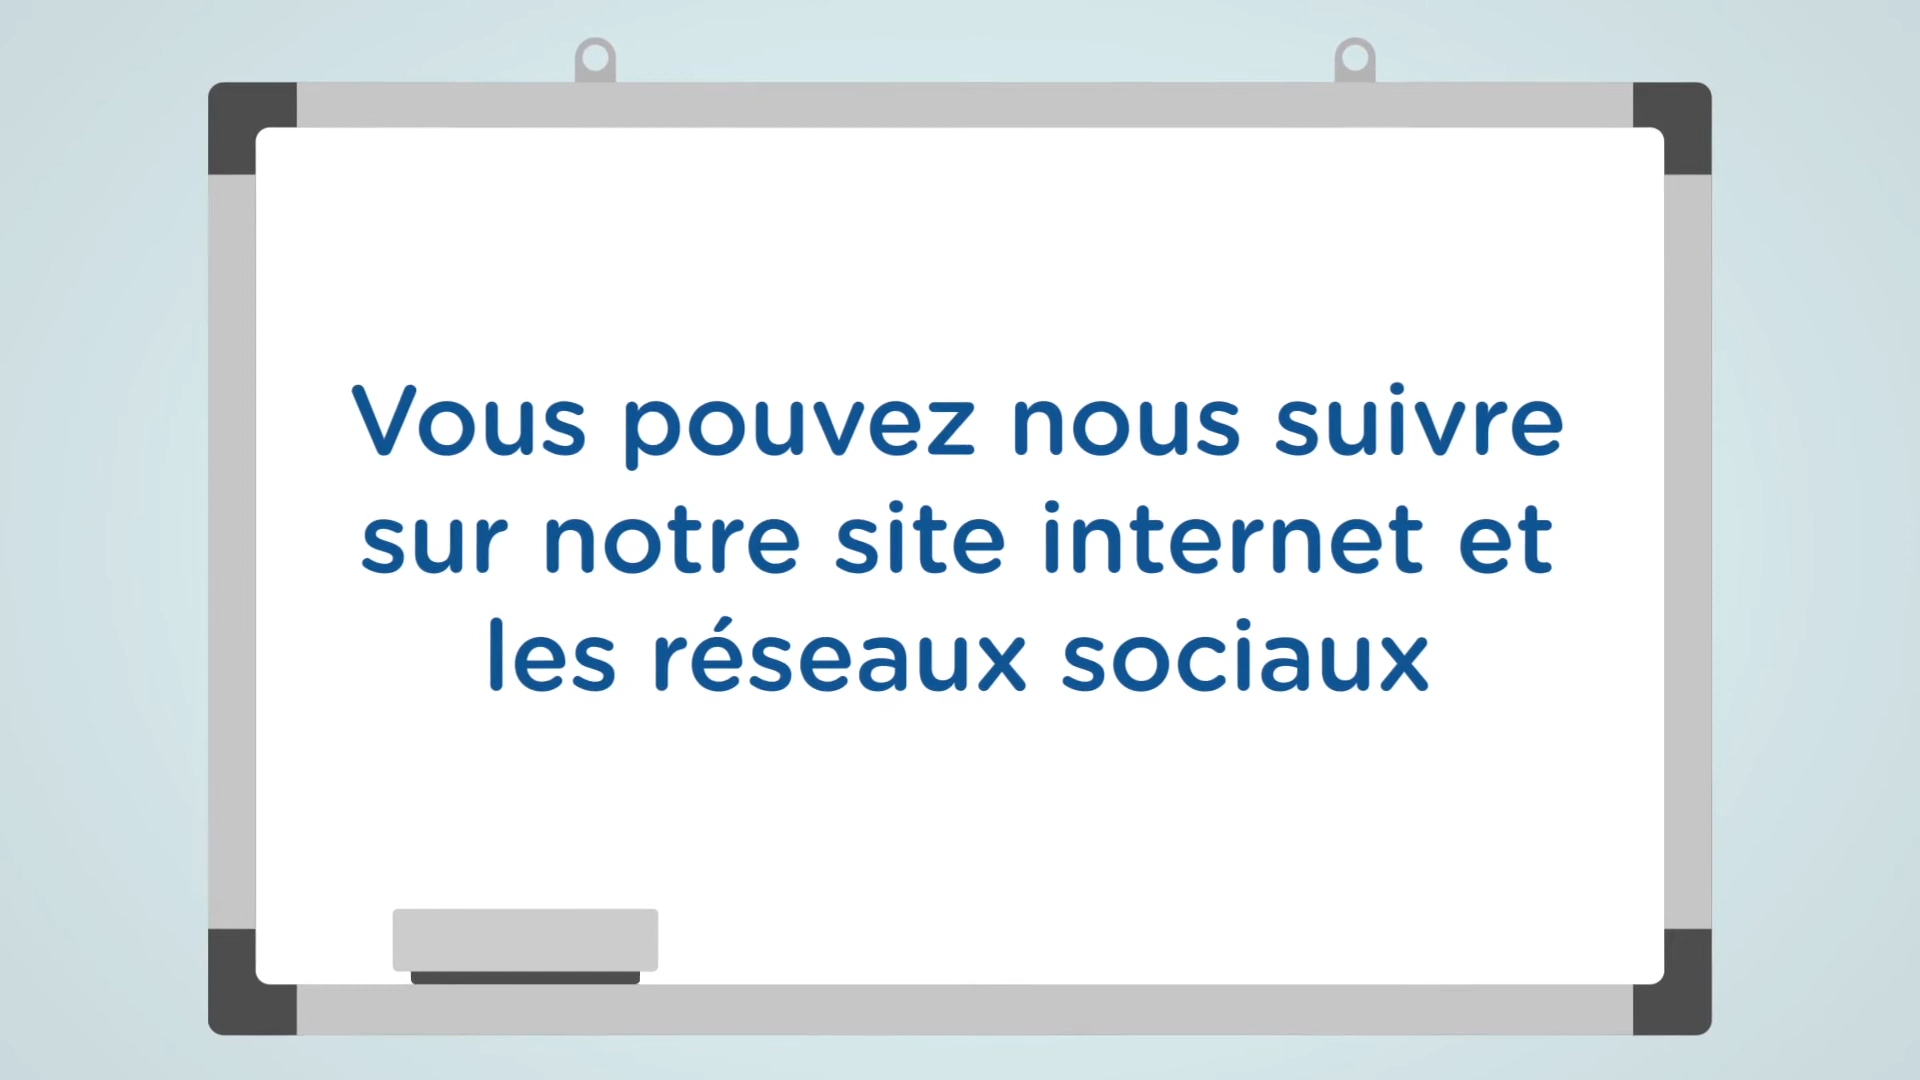 Vous pouvez nous suivre
sur notre site internet et
les réseaux sociaux